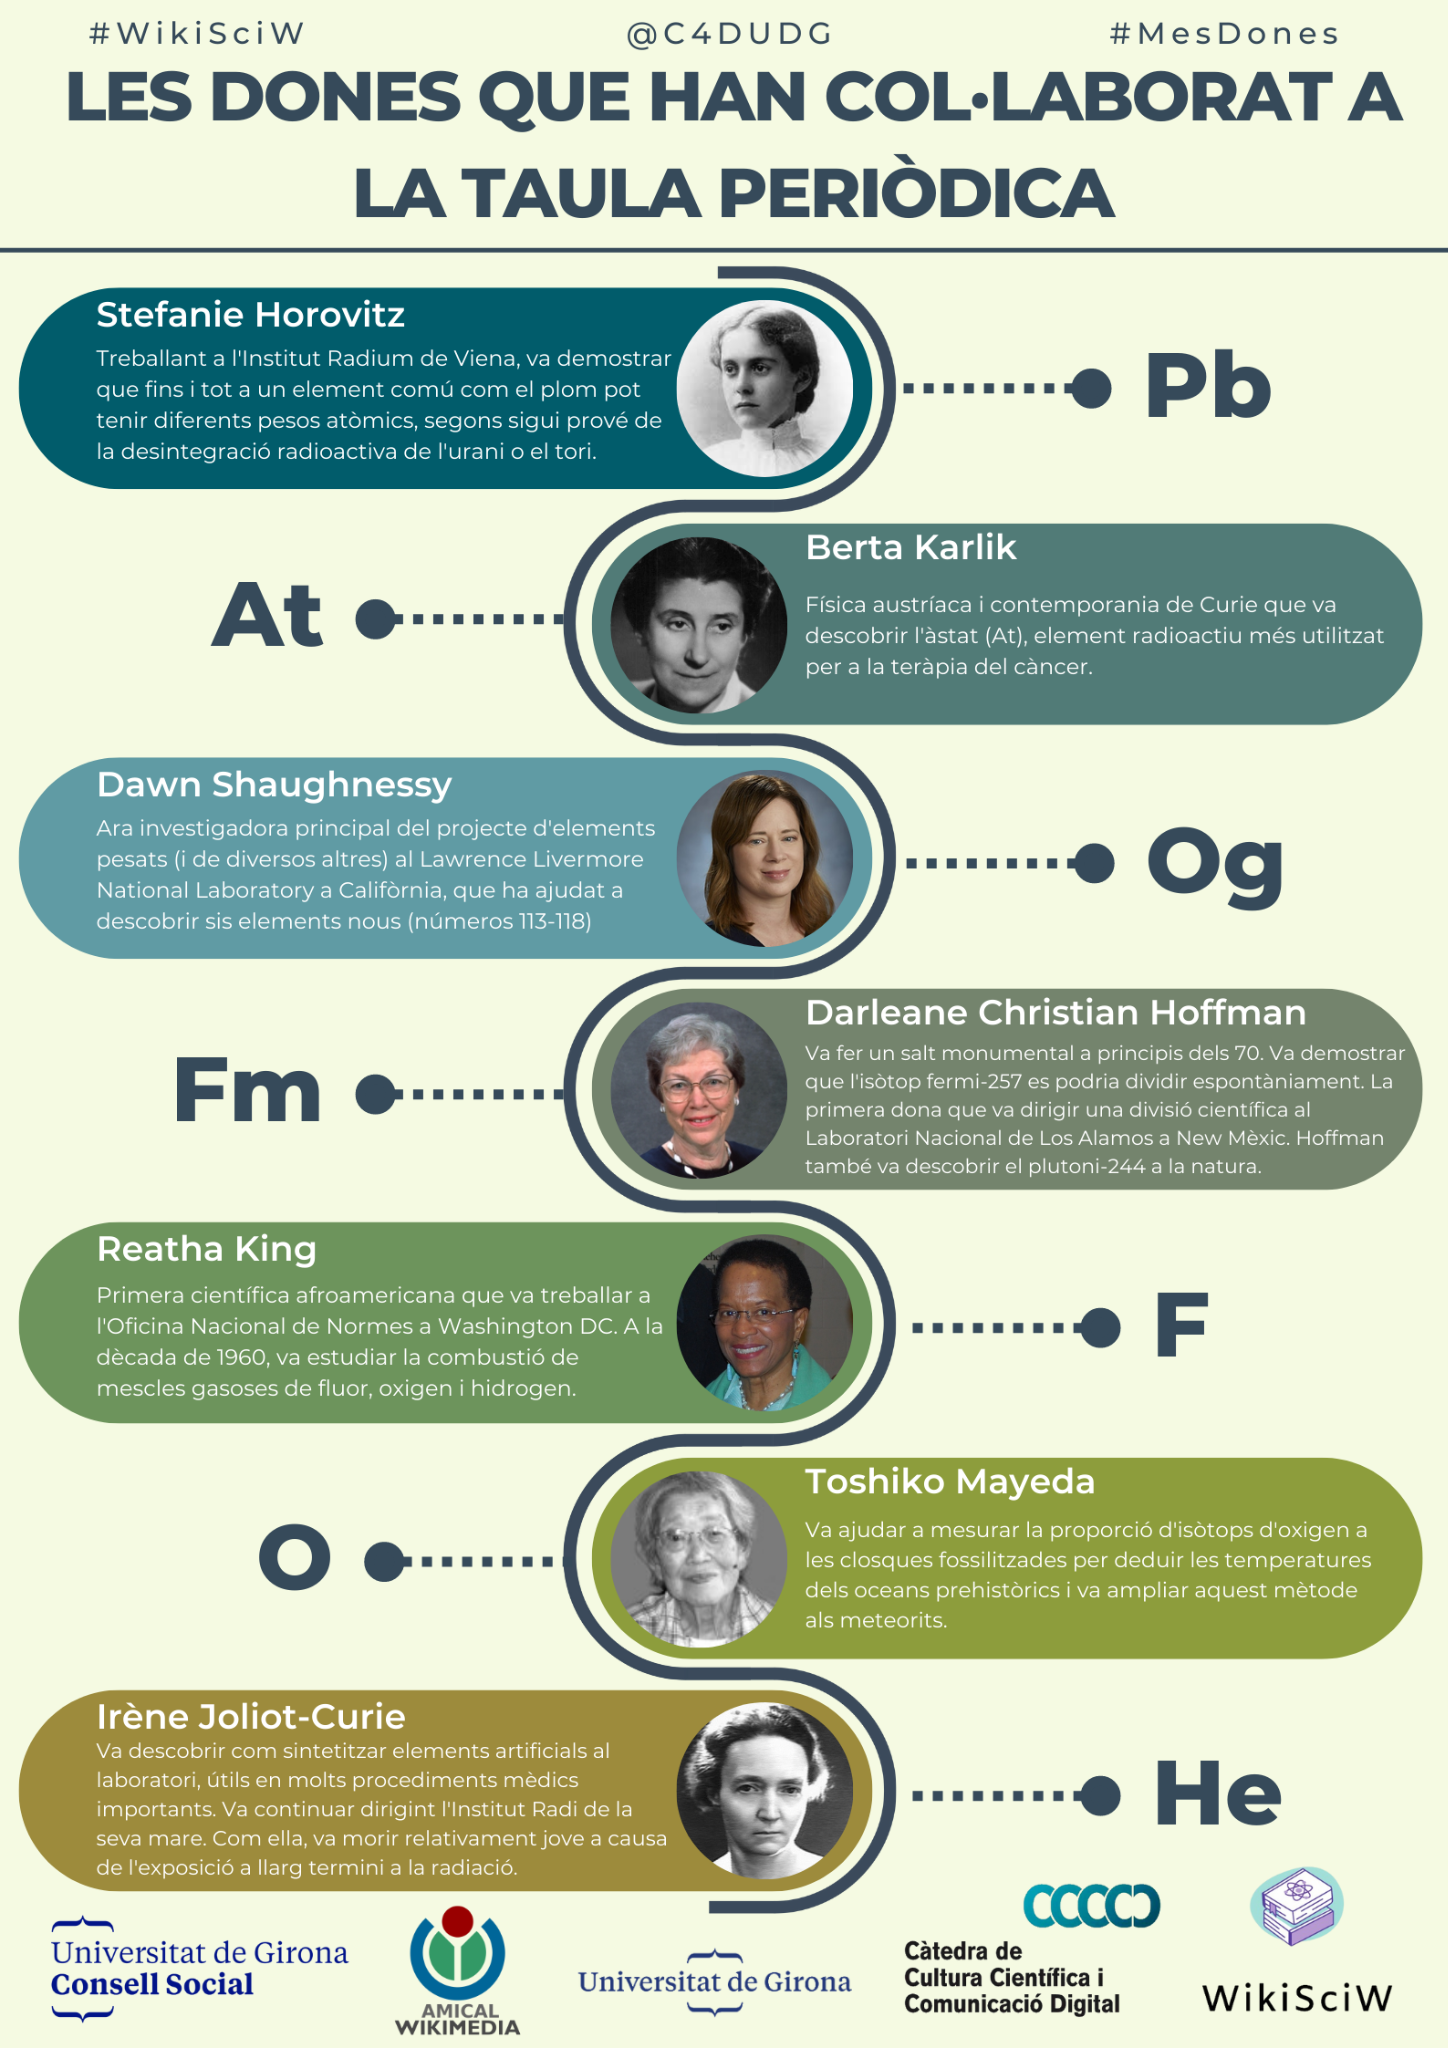 #WikiSciW
@C4DUDG
#MesDones
LES DONES QUE HAN COL·LABORAT A
LA TAULA PERIÒDICA
Stefanie Horovitz
Treballant a l'Institut Radium de Viena, va demostrar
que fins i tot a un element comú com el plom pot
tenir diferents pesos atòmics, segons sigui prové de
la desintegració radioactiva de l'urani o el tori.
Pb
At
Berta Karlik
Física austríaca i contemporania de Curie que va
descobrir l'àstat (At), element radioactiu més utilitzat
per a la teràpia del càncer.
Dawn Shaughnessy
Ara investigadora principal del projecte d'elements
pesats (i de diversos altres) al Lawrence Livermore
National Laboratory a Califòrnia, que ha ajudat a
descobrir sis elements nous (números 113-118)
Og
Fm
Darleane Christian Hoffman
Va fer un salt monumental a principis dels 70. Va demostrar
que l'isòtop fermi-257 es podria dividir espontàniament. La
primera dona que va dirigir una divisió científica al
Laboratori Nacional de Los Alamos a New Mèxic. Hoffman
també va descobrir el plutoni-244 a la natura.
Reatha King
Primera científica afroamericana que va treballar a
l'Oficina Nacional de Normes a Washington DC. A la
dècada de 1960, va estudiar la combustió de
mescles gasoses de fluor, oxigen i hidrogen.
F
O
Toshiko Mayeda
Va ajudar a mesurar la proporció d'isòtops d'oxigen a
les closques fossilitzades per deduir les temperatures
dels oceans prehistòrics i va ampliar aquest mètode
als meteorits.
Irène Joliot-Curie
Va descobrir com sintetitzar elements artificials al
laboratori, útils en molts procediments mèdics
importants. Va continuar dirigint l'Institut Radi de la
seva mare. Com ella, va morir relativament jove a causa
de l'exposició a llarg termini a la radiació.
He
Universitat de Girona
Consell Social
AMICAL
WIKIMEDIA
Universitat de Girona
Càtedra de
Cultura Científica i
Comunicació Digital
WikiSciW